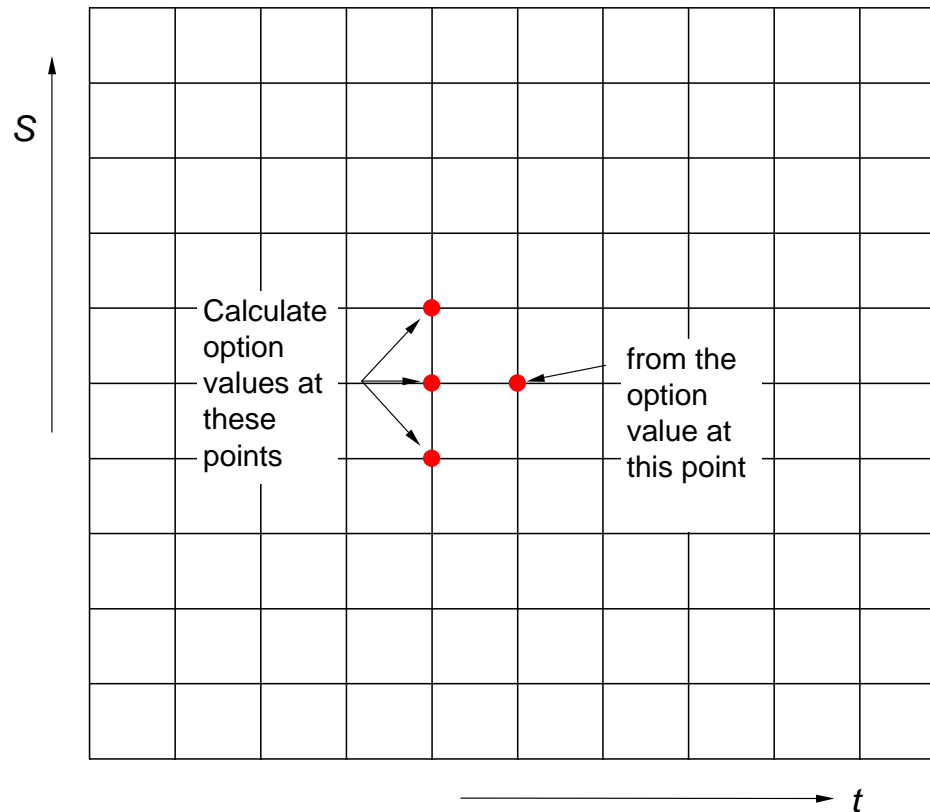 S
Calculate
option
values at
these
points
from the
option
value at
this point
t